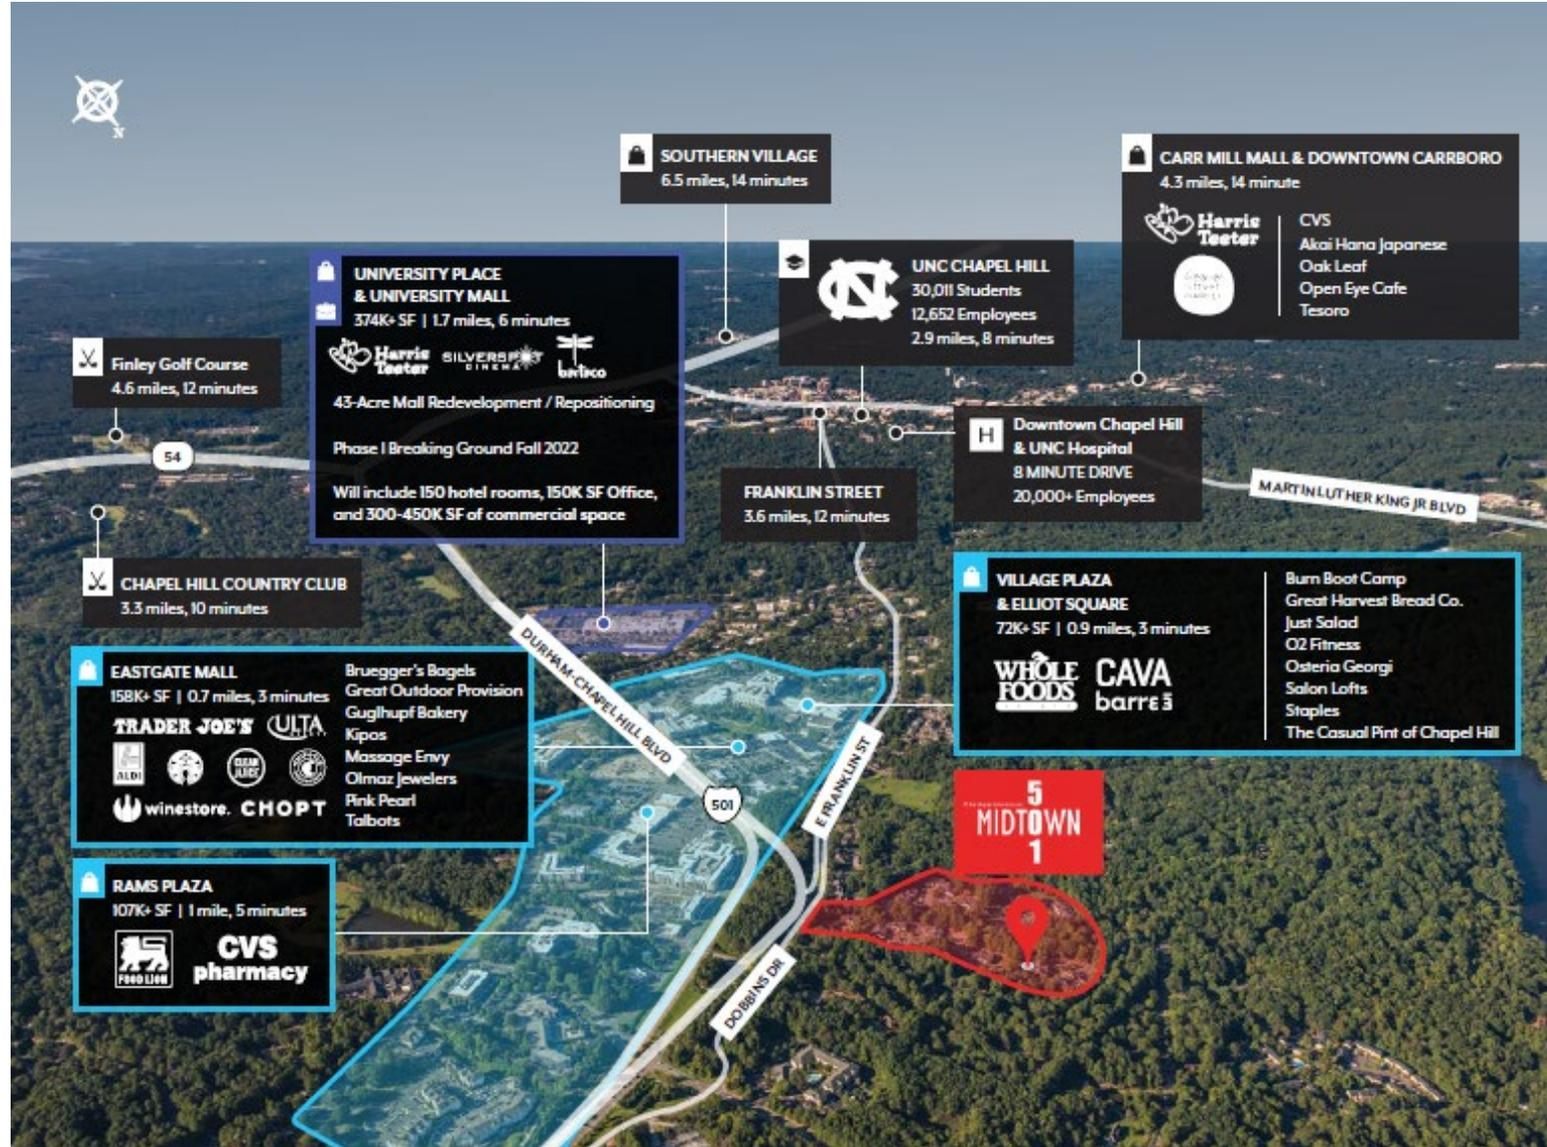 N
SOUTHERN VILLAGE
6.5 miles, 14 minutes
CARR MILL MALL & DOWNTOWN CARRBORO
4.3 miles, 14 minute
Harris
Teeter
CVS
Akai Hana Japanese
Oak Leaf
Open Eye Cafe
Tesoro
UNIVERSITY PLACE
& UNIVERSITY MALL
374K+ SF | 1.7 miles, 6 minutes
Harris
Teeter
SILVERSPOT
CINEMA
bartaco
43-Acre Mall Redevelopment / Repositioning
Phase I Breaking Ground Fall 2022
Will include 150 hotel rooms, 150K SF Office,
and 300-450K SF of commercial space
NC
UNC CHAPEL HILL
30,011 Students
12,652 Employees
2.9 miles, 8 minutes
Finley Golf Course
4.6 miles, 12 minutes
54
H
Downtown Chapel Hill
& UNC Hospital
8 MINUTE DRIVE
20,000+ Employees
FRANKLIN STREET
3.6 miles, 12 minutes
MARTIN LUTHER KING JR BLVD
CHAPEL HILL COUNTRY CLUB
3.3 miles, 10 minutes
VILLAGE PLAZA
& ELLIOT SQUARE
72K+ SF | 0.9 miles, 3 minutes
WHOLE
FOODS
CAVA
barre3
Burn Boot Camp
Great Harvest Bread Co.
Just Salad
O2 Fitness
Osteria Georgi
Salon Lofts
Staples
The Casual Pint of Chapel Hill
DURHAM-CHAPEL HILL BLVD
EASTGATE MALL
158K+ SF | 0.7 miles, 3 minutes
TRADER JOE'S
ULTA
ALDI
CLEAN
JUICE
winestore.
CHOPT
Bruegger's Bagels
Great Outdoor Provision
Guglhupf Bakery
Kipos
Massage Envy
Olmaz Jewelers
Pink Pearl
Talbots
501
E FRANKLIN ST
5
MIDTOWN
1
RAMS PLAZA
107K+ SF | 1 mile, 5 minutes
FOOD LION
CVS
pharmacy
DOBBINS DR